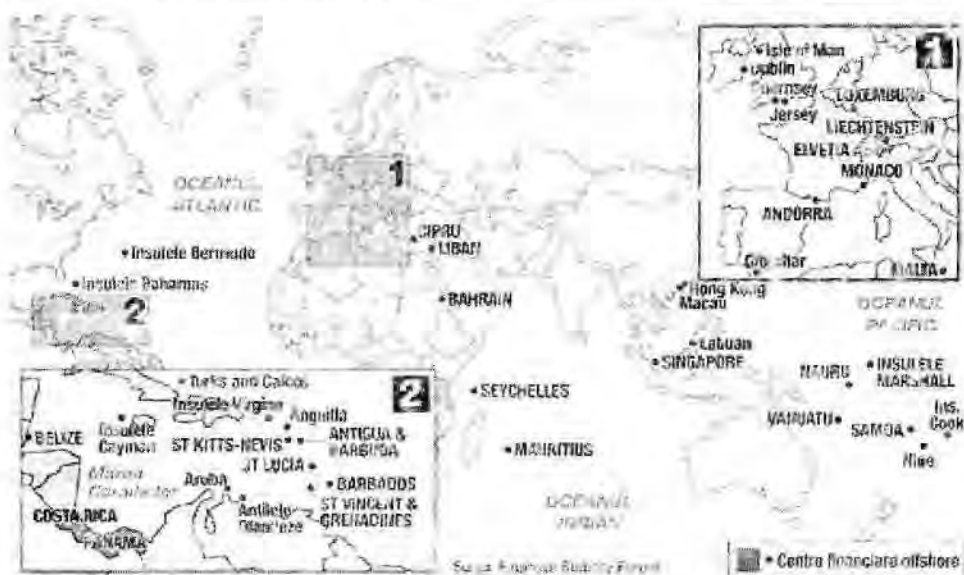 1
Isle of Man
Dublin
Guernsey
Jersey
LUXEMBURG
LIECHTENSTEIN
ELVETIA
MONACO
ANDORRA
Gibraltar
MALTA
OCEANUL
ATLANTIC
1
CIPRU
LIBAN
Insulele Bermude
Insulele Bahamas
2
BAHRAIN
Hong Kong
Macau
OCEANUL
PACIFIC
Labuan
SINGAPORE
NAURU
INSULELE
MARSHALL
SEYCHELLES
VANUATU
Ins.
Cook
SAMOA
Niue
MAURITIUS
OCEANUL
INDIAN
2
Turks and Caicos
Insulele Virgine
Anguilla
BELIZE
Insulele
Cayman
ST KITTS-NEVIS
ANTIGUA &
BARBUDA
ST LUCIA
Marea
Caraibelor
Aruba
BARBADOS
Antilele
Olandeze
ST VINCENT &
GRENADINES
COSTA RICA
PANAMA
Sursa: Financial Stability Forum
Centre financiare offshore